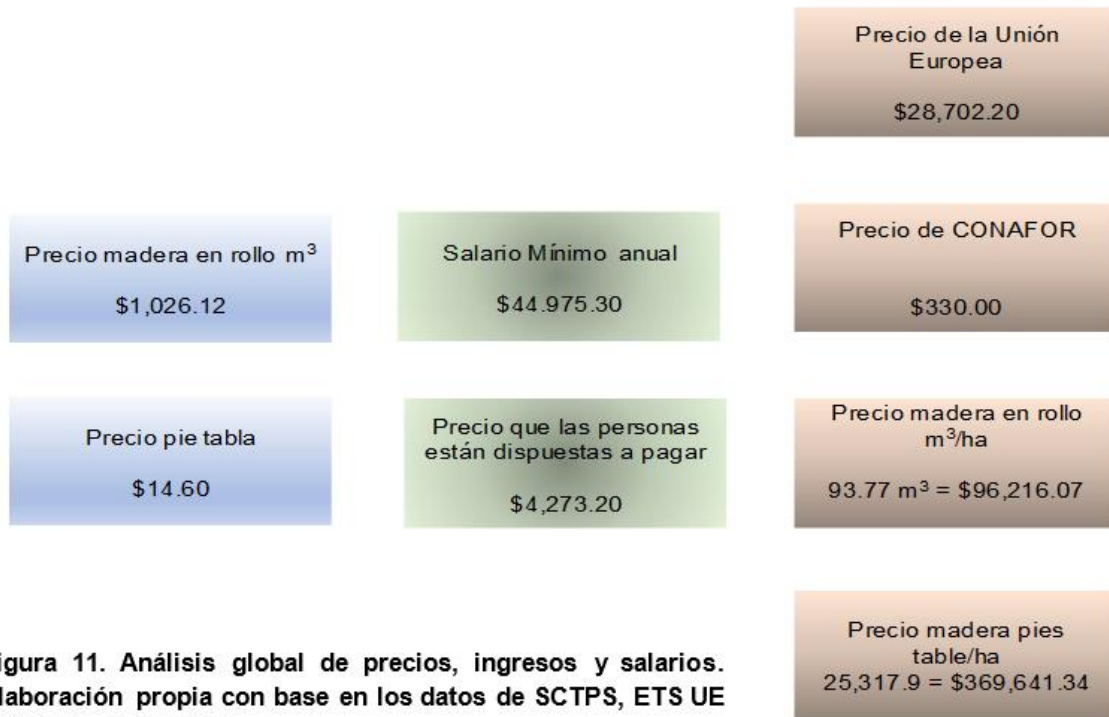 Precio de la Unión
Europea
$28,702.20
Precio madera en rollo m³
$1,026.12
Salario Mínimo anual
$44.975.30
Precio de CONAFOR
$330.00
Precio pie tabla
$14.60
Precio que las personas
están dispuestas a pagar
$4,273.20
Precio madera en rollo
m³/ha
93.77 m³ = $96,216.07
Precio madera pies
table/ha
25,317.9 = $369,641.34
igura 11. Análisis global de precios, ingresos y salarios.
laboración propia con base en los datos de SCTPS, ETS UE